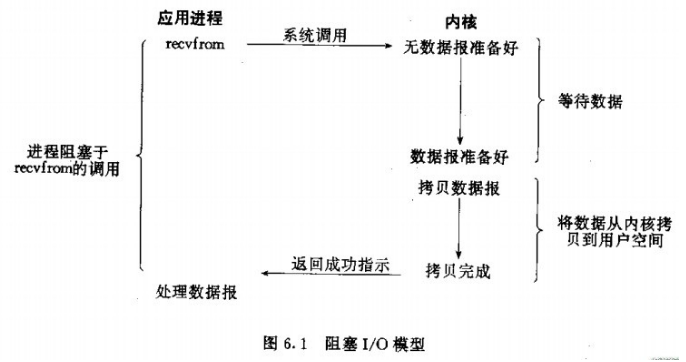 应用进程
内核
recvfrom
系统调用
无数据报准备好
等待数据
进程阻塞于
recvfrom的调用
数据报准备好
拷贝数据报
将数据从内核拷
贝到用户空间
返回成功指示
拷贝完成
处理数据报
图 6.1 阻塞 I/O 模型